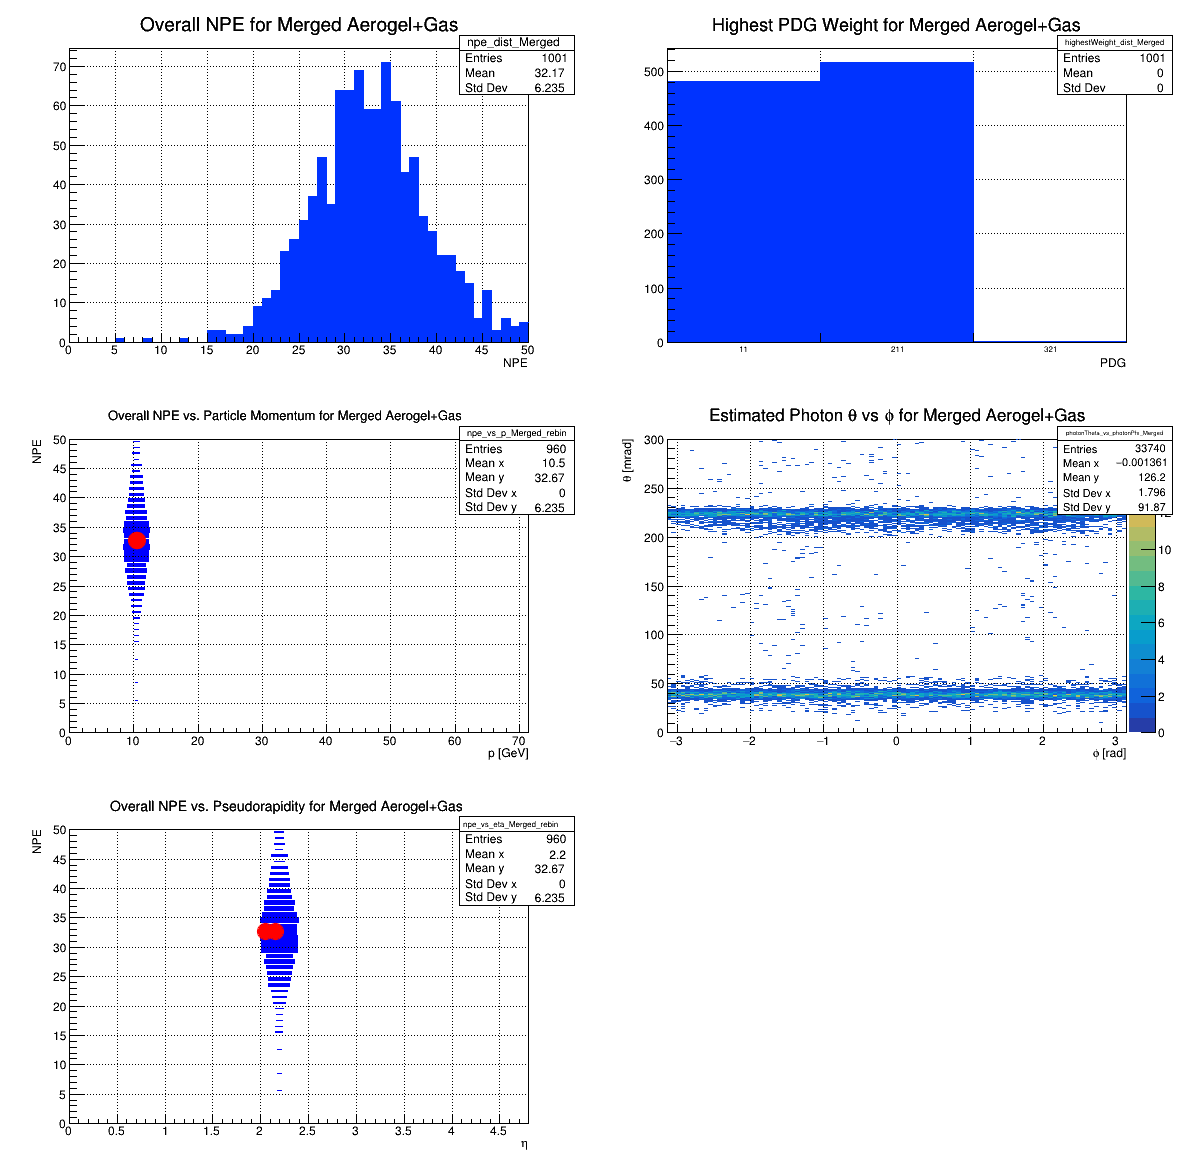 Overall NPE for Merged Aerogel+Gas
npe_dist_Merged
Entries 1001
Mean 32.17
Std Dev 6.235
70
60
50
40
30
20
10
0
0 5 10 15 20 25 30 35 40 45 50
NPE
Highest PDG Weight for Merged Aerogel+Gas
highestWeight_dist_Merged
Entries 1001
Mean 0
Std Dev 0
500
400
300
200
100
0
11 211 321
PDG
Overall NPE vs. Particle Momentum for Merged Aerogel+Gas
npe_vs_p_Merged_rebin
Entries 960
Mean x 10.5
Mean y 32.67
Std Dev x 0
Std Dev y 6.235
NPE
50
45
40
35
30
25
20
15
10
5
0
0 10 20 30 40 50 60 70
p [GeV]
Estimated Photon θ vs ϕ for Merged Aerogel+Gas
photonTheta_vs_photonPhi_Merged
Entries 33740
Mean x −0.001361
Mean y 126.2
Std Dev x 1.796
Std Dev y 91.87
θ [mrad]
300
250
200
150
100
50
0
−3 −2 −1 0 1 2 3
ϕ [rad]
10
8
6
4
2
0
Overall NPE vs. Pseudorapidity for Merged Aerogel+Gas
npe_vs_eta_Merged_rebin
Entries 960
Mean x 2.2
Mean y 32.67
Std Dev x 0
Std Dev y 6.235
NPE
50
45
40
35
30
25
20
15
10
5
0
0 0.5 1 1.5 2 2.5 3 3.5 4 4.5
η